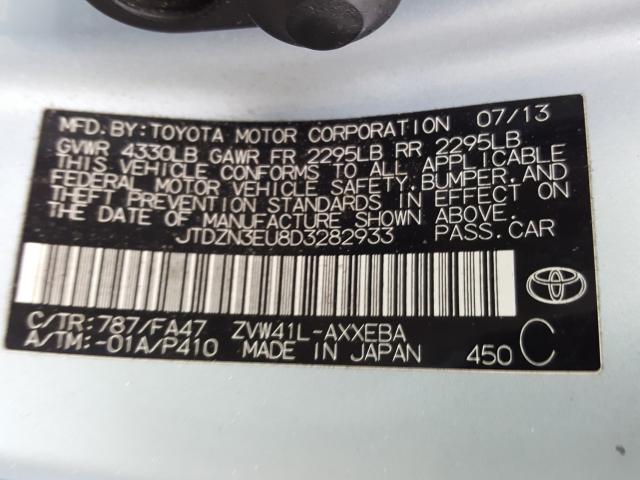 MFD. BY: TOYOTA MOTOR CORPORATION 07/13
GVWR 4330LB GAWR FR 2295LB RR 2295LB
THIS VEHICLE CONFORMS TO ALL APPLICABLE
FEDERAL MOTOR VEHICLE SAFETY, BUMPER, AND
THEFT PREVENTION STANDARDS IN EFFECT ON
THE DATE OF MANUFACTURE SHOWN ABOVE.
JTDZN3EU8D3282933 PASS. CAR
C/TR: 787/FA47 ZVW41L-AXXEBA
A/TM: -01A/P410 MADE IN JAPAN 450 C